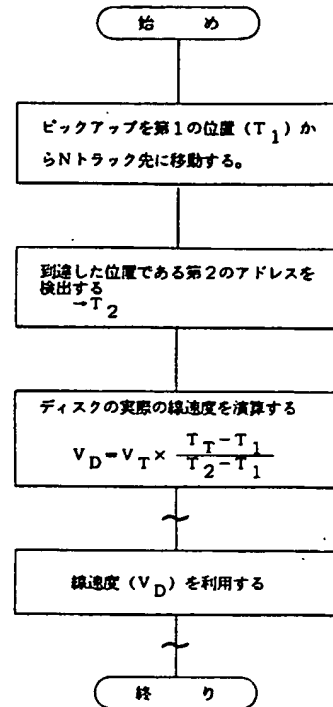 始 め
ピックアップを第1の位置(T1)か
らNトラック先に移動する。
到達した位置である第2のアドレスを
検出する
→T2
ディスクの実際の線速度を演算する
VD=VT× TT-T1 / T2-T1
線速度(VD)を利用する
終 り